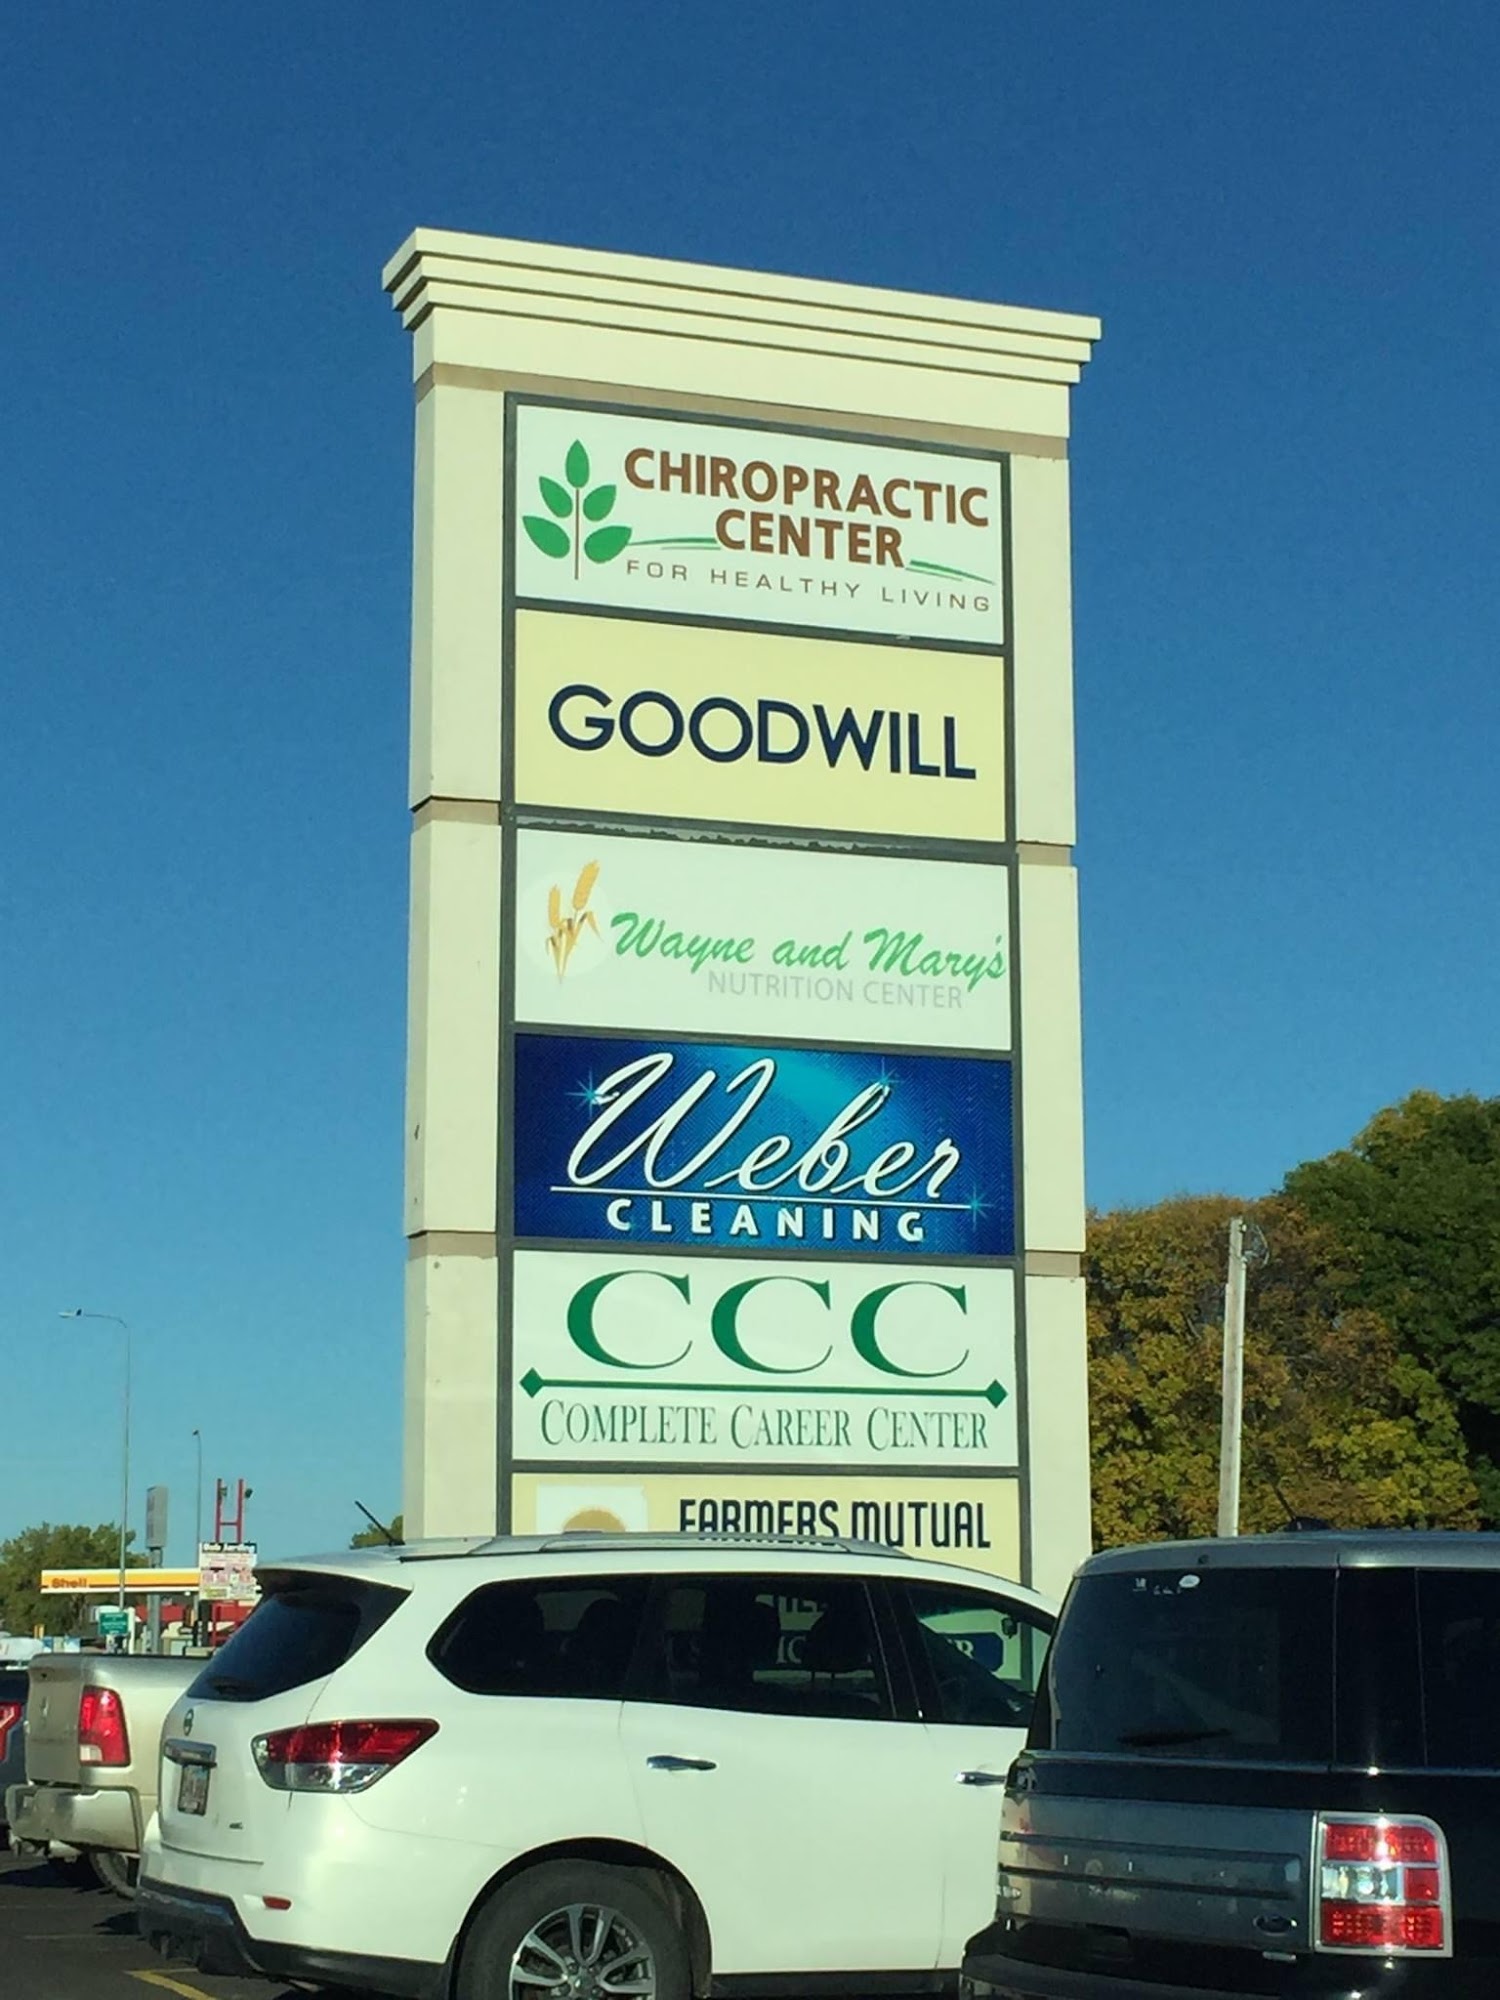 CHIROPRACTIC
CENTER
FOR HEALTHY LIVING
GOODWILL
Wayne and Mary's
NUTRITION CENTER
Weber
CLEANING
CCC
COMPLETE CAREER CENTER
FARMERS MUTUAL
Shell